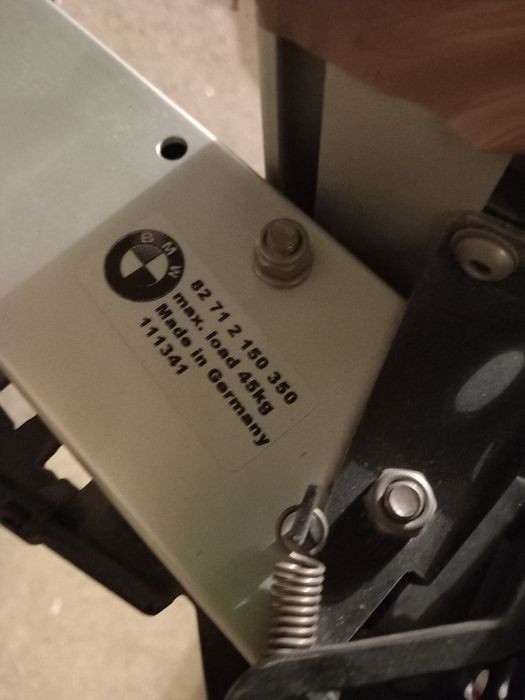 BMW
82 71 2 150 350
max. load 45kg
Made in Germany
111341